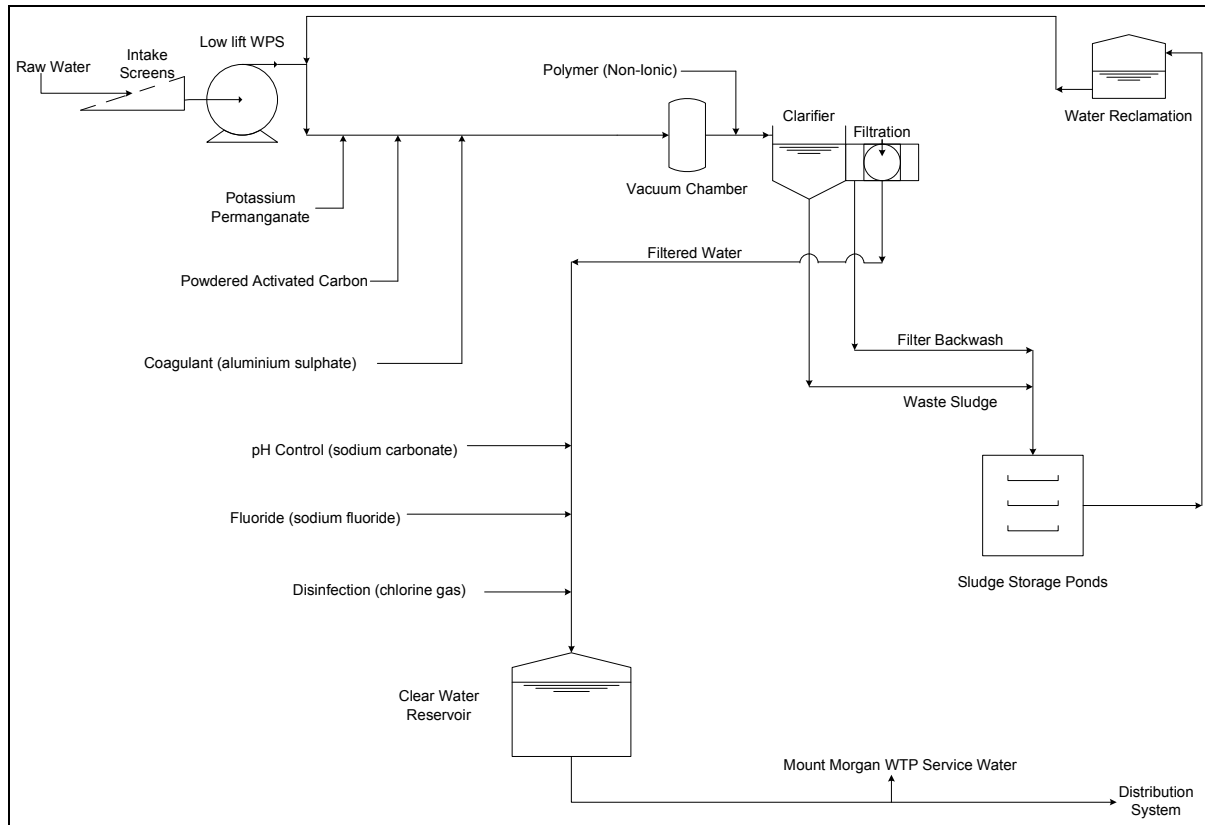 Low lift WPS
Intake
Screens
Raw Water
Polymer (Non-Ionic)
Water Reclamation
Clarifier
Filtration
Vacuum Chamber
Potassium
Permanganate
Filtered Water
Powdered Activated Carbon
Filter Backwash
Coagulant (aluminium sulphate)
Waste Sludge
pH Control (sodium carbonate)
Fluoride (sodium fluoride)
Sludge Storage Ponds
Disinfection (chlorine gas)
Clear Water
Reservoir
Mount Morgan WTP Service Water
Distribution
System